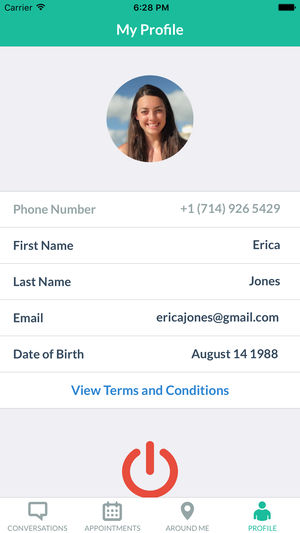 Carrier 6:28 PM
My Profile
Phone Number +1 (714) 926 5429
First Name Erica
Last Name Jones
Email ericajones@gmail.com
Date of Birth August 14 1988
View Terms and Conditions
CONVERSATIONS APPOINTMENTS AROUND ME PROFILE